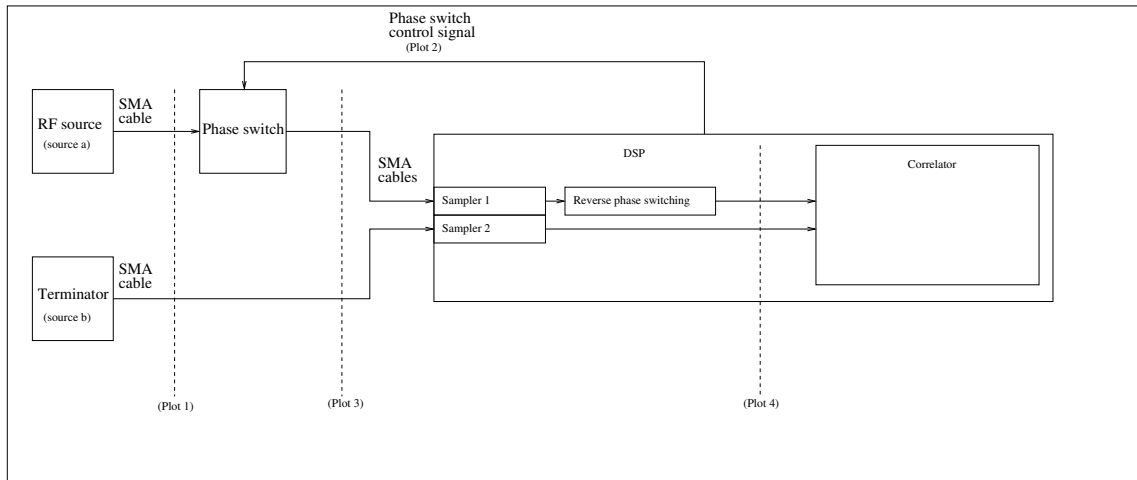 Phase switch
control signal
(Plot 2)
RF source
(source a)
SMA
cable
Phase switch
SMA
cables
DSP
Correlator
Sampler 1
Reverse phase switching
Sampler 2
Terminator
(source b)
SMA
cable
(Plot 1)
(Plot 3)
(Plot 4)